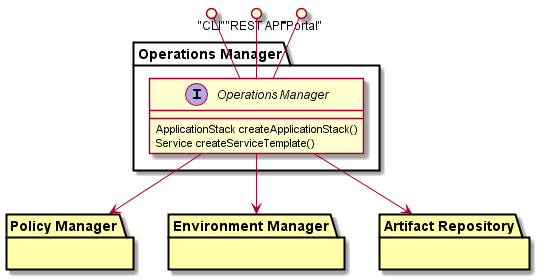 "CLI" "REST API" "Portal"
Operations Manager
I Operations Manager
ApplicationStack createApplicationStack()
Service createServiceTemplate()
Policy Manager Environment Manager Artifact Repository